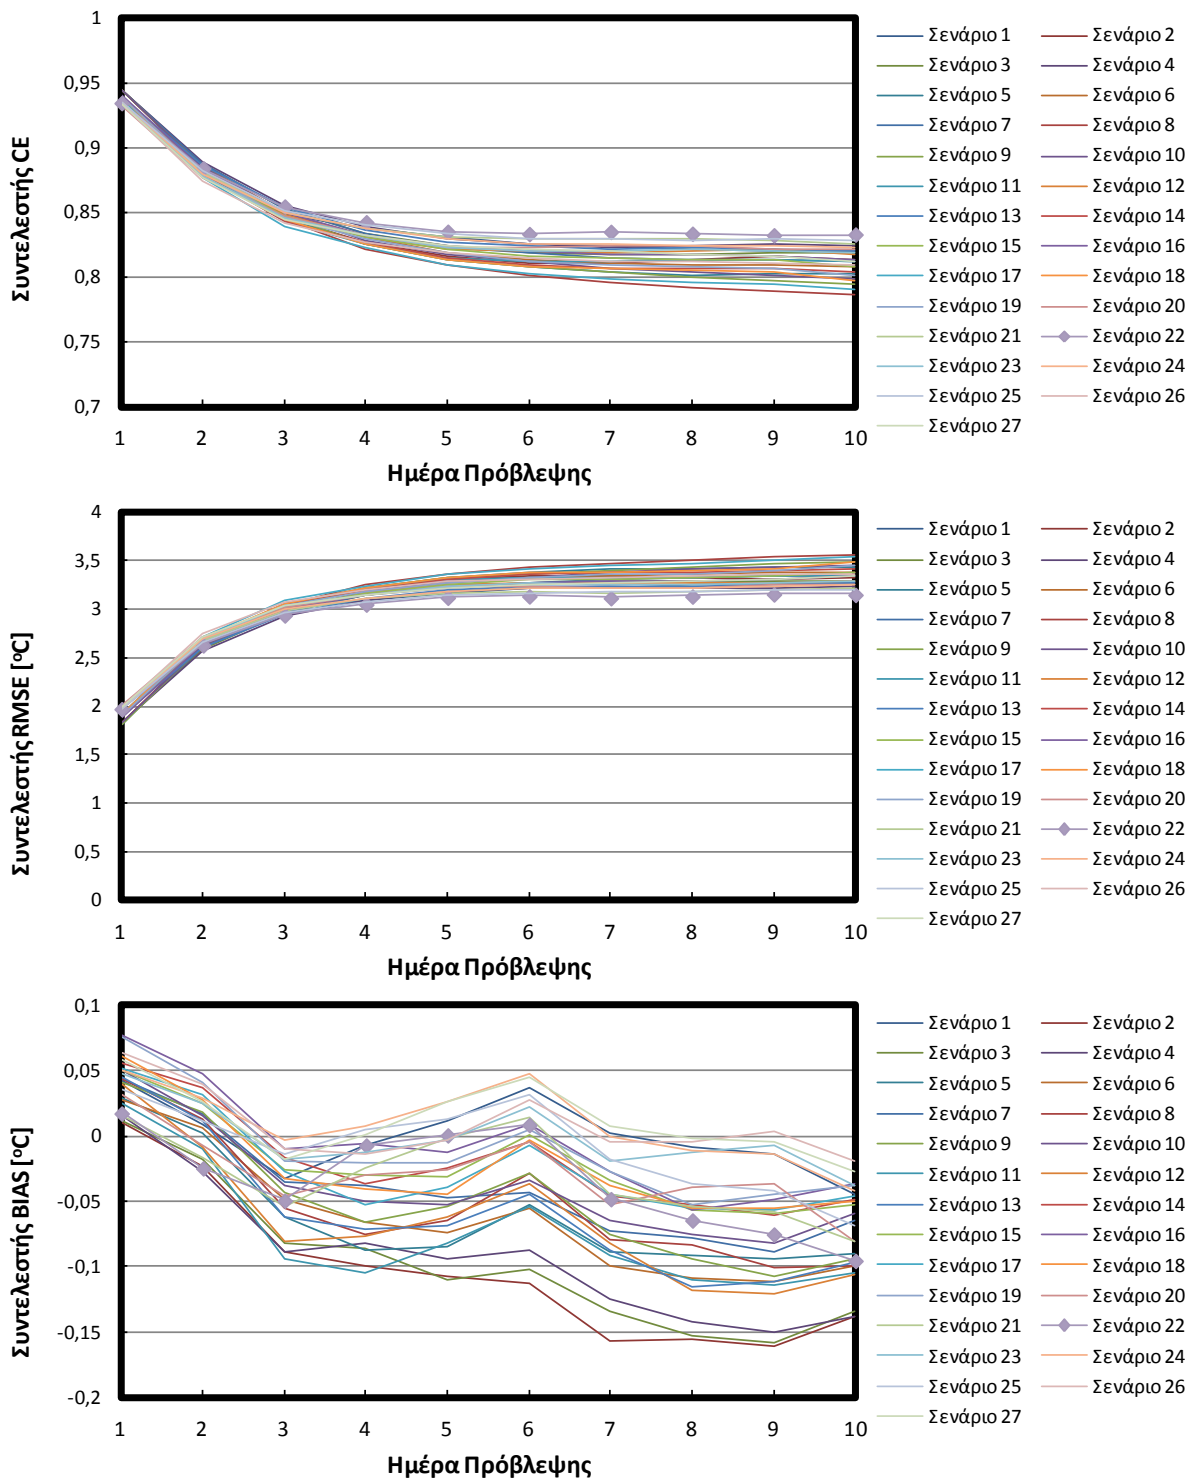 1
0,95
0,9
0,85
0,8
0,75
0,7
Συντελεστής CE
1 2 3 4 5 6 7 8 9 10
Ημέρα Πρόβλεψης
Σενάριο 1 Σενάριο 2
Σενάριο 3 Σενάριο 4
Σενάριο 5 Σενάριο 6
Σενάριο 7 Σενάριο 8
Σενάριο 9 Σενάριο 10
Σενάριο 11 Σενάριο 12
Σενάριο 13 Σενάριο 14
Σενάριο 15 Σενάριο 16
Σενάριο 17 Σενάριο 18
Σενάριο 19 Σενάριο 20
Σενάριο 21 Σενάριο 22
Σενάριο 23 Σενάριο 24
Σενάριο 25 Σενάριο 26
Σενάριο 27
4
3,5
3
2,5
2
1,5
1
0,5
0
Συντελεστής RMSE [ºC]
1 2 3 4 5 6 7 8 9 10
Ημέρα Πρόβλεψης
Σενάριο 1 Σενάριο 2
Σενάριο 3 Σενάριο 4
Σενάριο 5 Σενάριο 6
Σενάριο 7 Σενάριο 8
Σενάριο 9 Σενάριο 10
Σενάριο 11 Σενάριο 12
Σενάριο 13 Σενάριο 14
Σενάριο 15 Σενάριο 16
Σενάριο 17 Σενάριο 18
Σενάριο 19 Σενάριο 20
Σενάριο 21 Σενάριο 22
Σενάριο 23 Σενάριο 24
Σενάριο 25 Σενάριο 26
Σενάριο 27
0,1
0,05
0
-0,05
-0,1
-0,15
-0,2
Συντελεστής BIAS [ºC]
1 2 3 4 5 6 7 8 9 10
Ημέρα Πρόβλεψης
Σενάριο 1 Σενάριο 2
Σενάριο 3 Σενάριο 4
Σενάριο 5 Σενάριο 6
Σενάριο 7 Σενάριο 8
Σενάριο 9 Σενάριο 10
Σενάριο 11 Σενάριο 12
Σενάριο 13 Σενάριο 14
Σενάριο 15 Σενάριο 16
Σενάριο 17 Σενάριο 18
Σενάριο 19 Σενάριο 20
Σενάριο 21 Σενάριο 22
Σενάριο 23 Σενάριο 24
Σενάριο 25 Σενάριο 26
Σενάριο 27